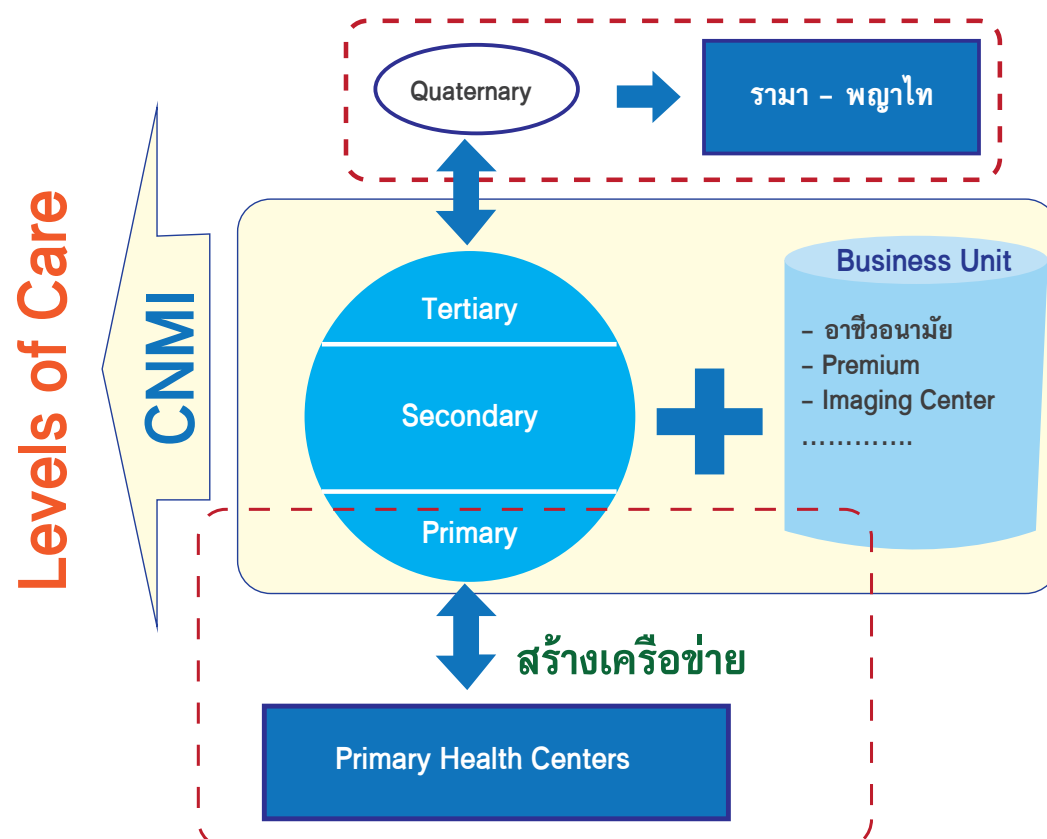 Levels of Care
CNMI
Quaternary
รามา – พญาไท
Tertiary
Secondary
Primary
Business Unit
– อาชีวอนามัย
– Premium
– Imaging Center
………….
สร้างเครือข่าย
Primary Health Centers